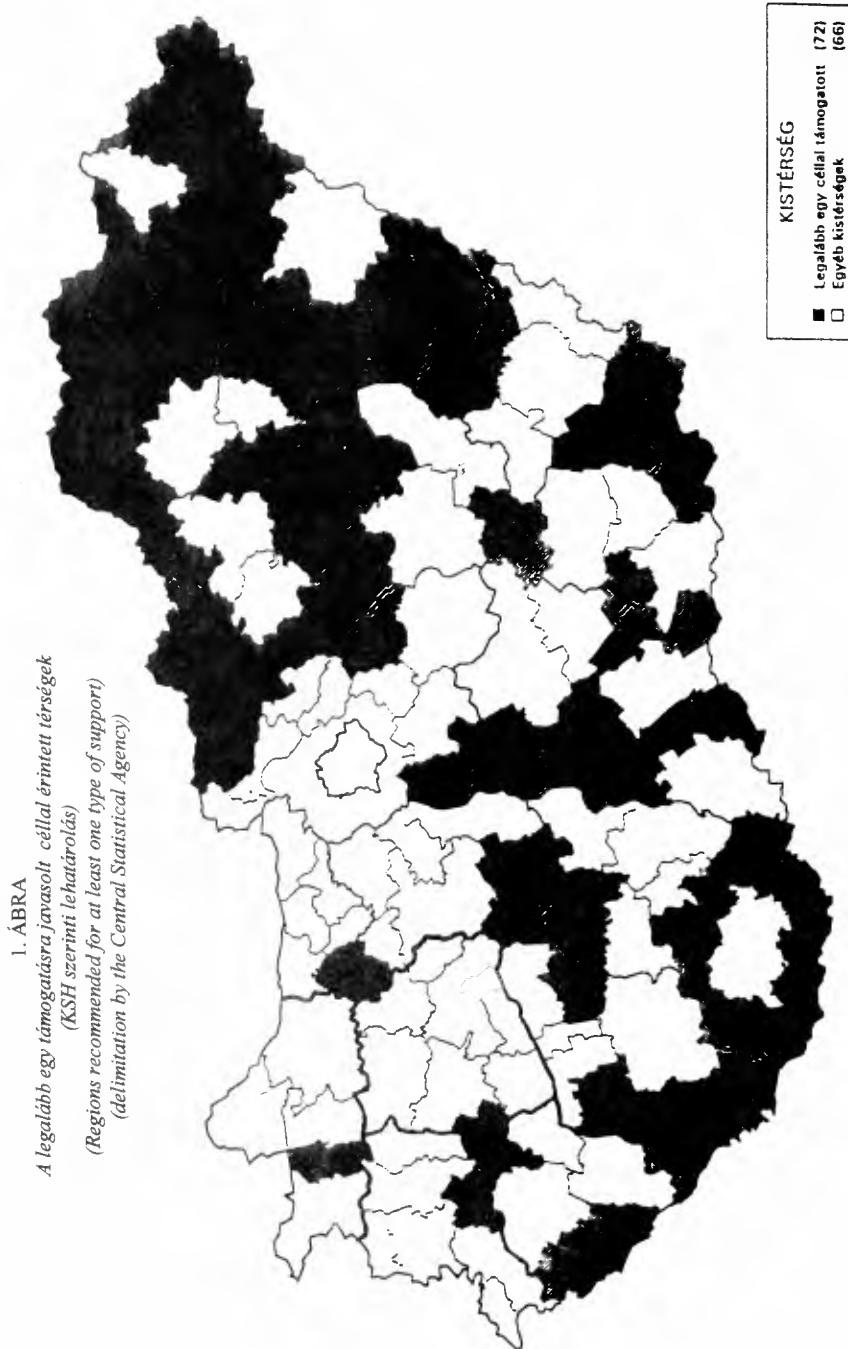 1. ÁBRA
A legalább egy támogatásra javasolt céllal érintett térségek
(KSH szerinti lehatárolás)
(Regions recommended for at least one type of support)
(delimitation by the Central Statistical Agency)
KISTÉRSÉG
■ Legalább egy céllal támogatott (72)
□ Egyéb kistérségek (66)